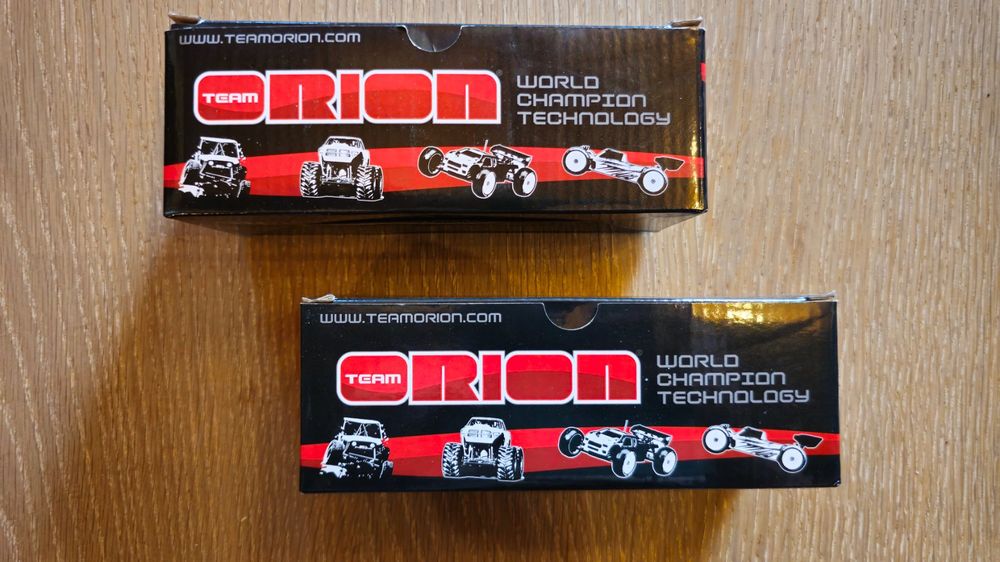 WWW.TEAMORION.COM
TEAM ORION
WORLD
CHAMPION
TECHNOLOGY
WWW.TEAMORION.COM
TEAM ORION
WORLD
CHAMPION
TECHNOLOGY